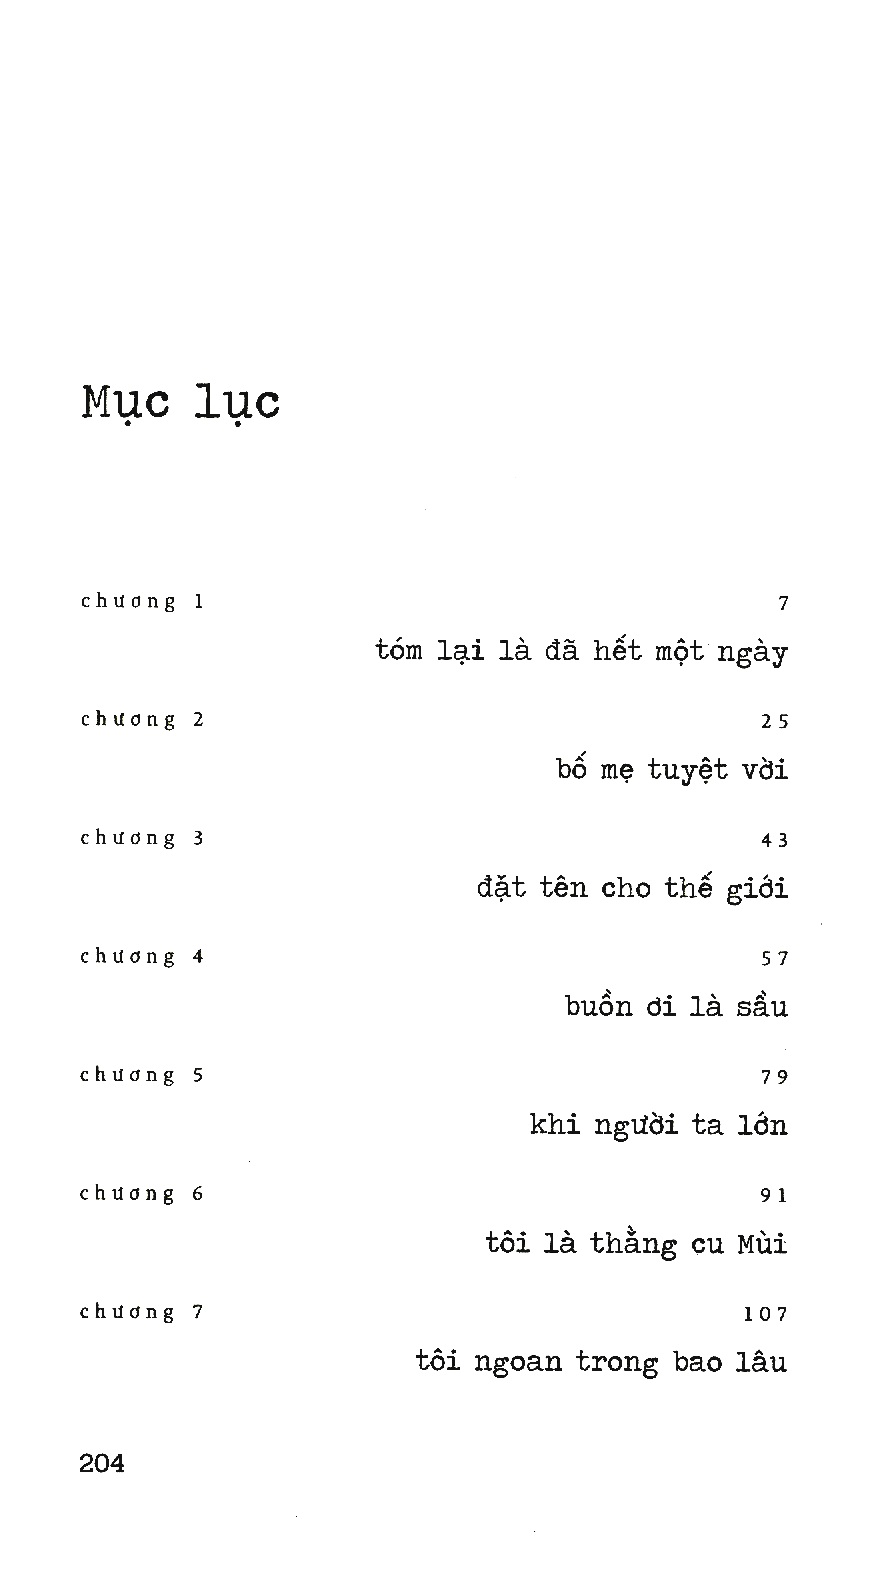 Mục lục
chương 1 7
tóm lại là đã hết một ngày
chương 2 25
bố mẹ tuyệt vời
chương 3 43
đặt tên cho thế giới
chương 4 57
buồn ơi là sầu
chương 5 79
khi người ta lớn
chương 6 91
tôi là thằng cu Mùi
chương 7 107
tôi ngoan trong bao lâu
204